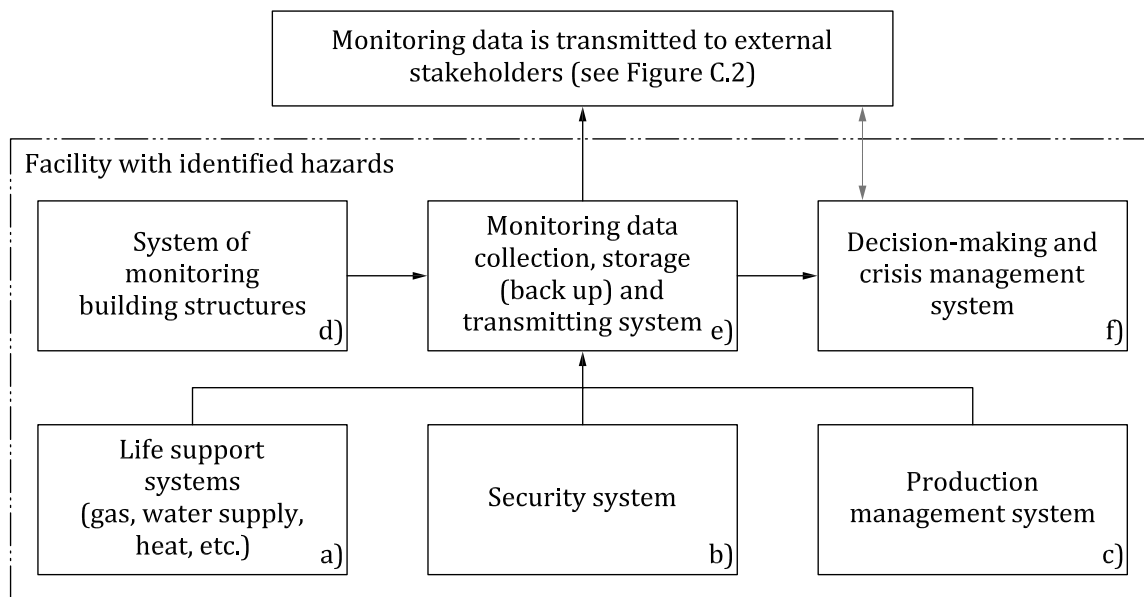 Monitoring data is transmitted to external
stakeholders (see Figure C.2)
Facility with identified hazards
System of
monitoring
building structures
d)
Monitoring data
collection, storage
(back up) and
transmitting system
e)
Decision-making and
crisis management
system
f)
Life support
systems
(gas, water supply,
heat, etc.)
a)
Security system
b)
Production
management system
c)